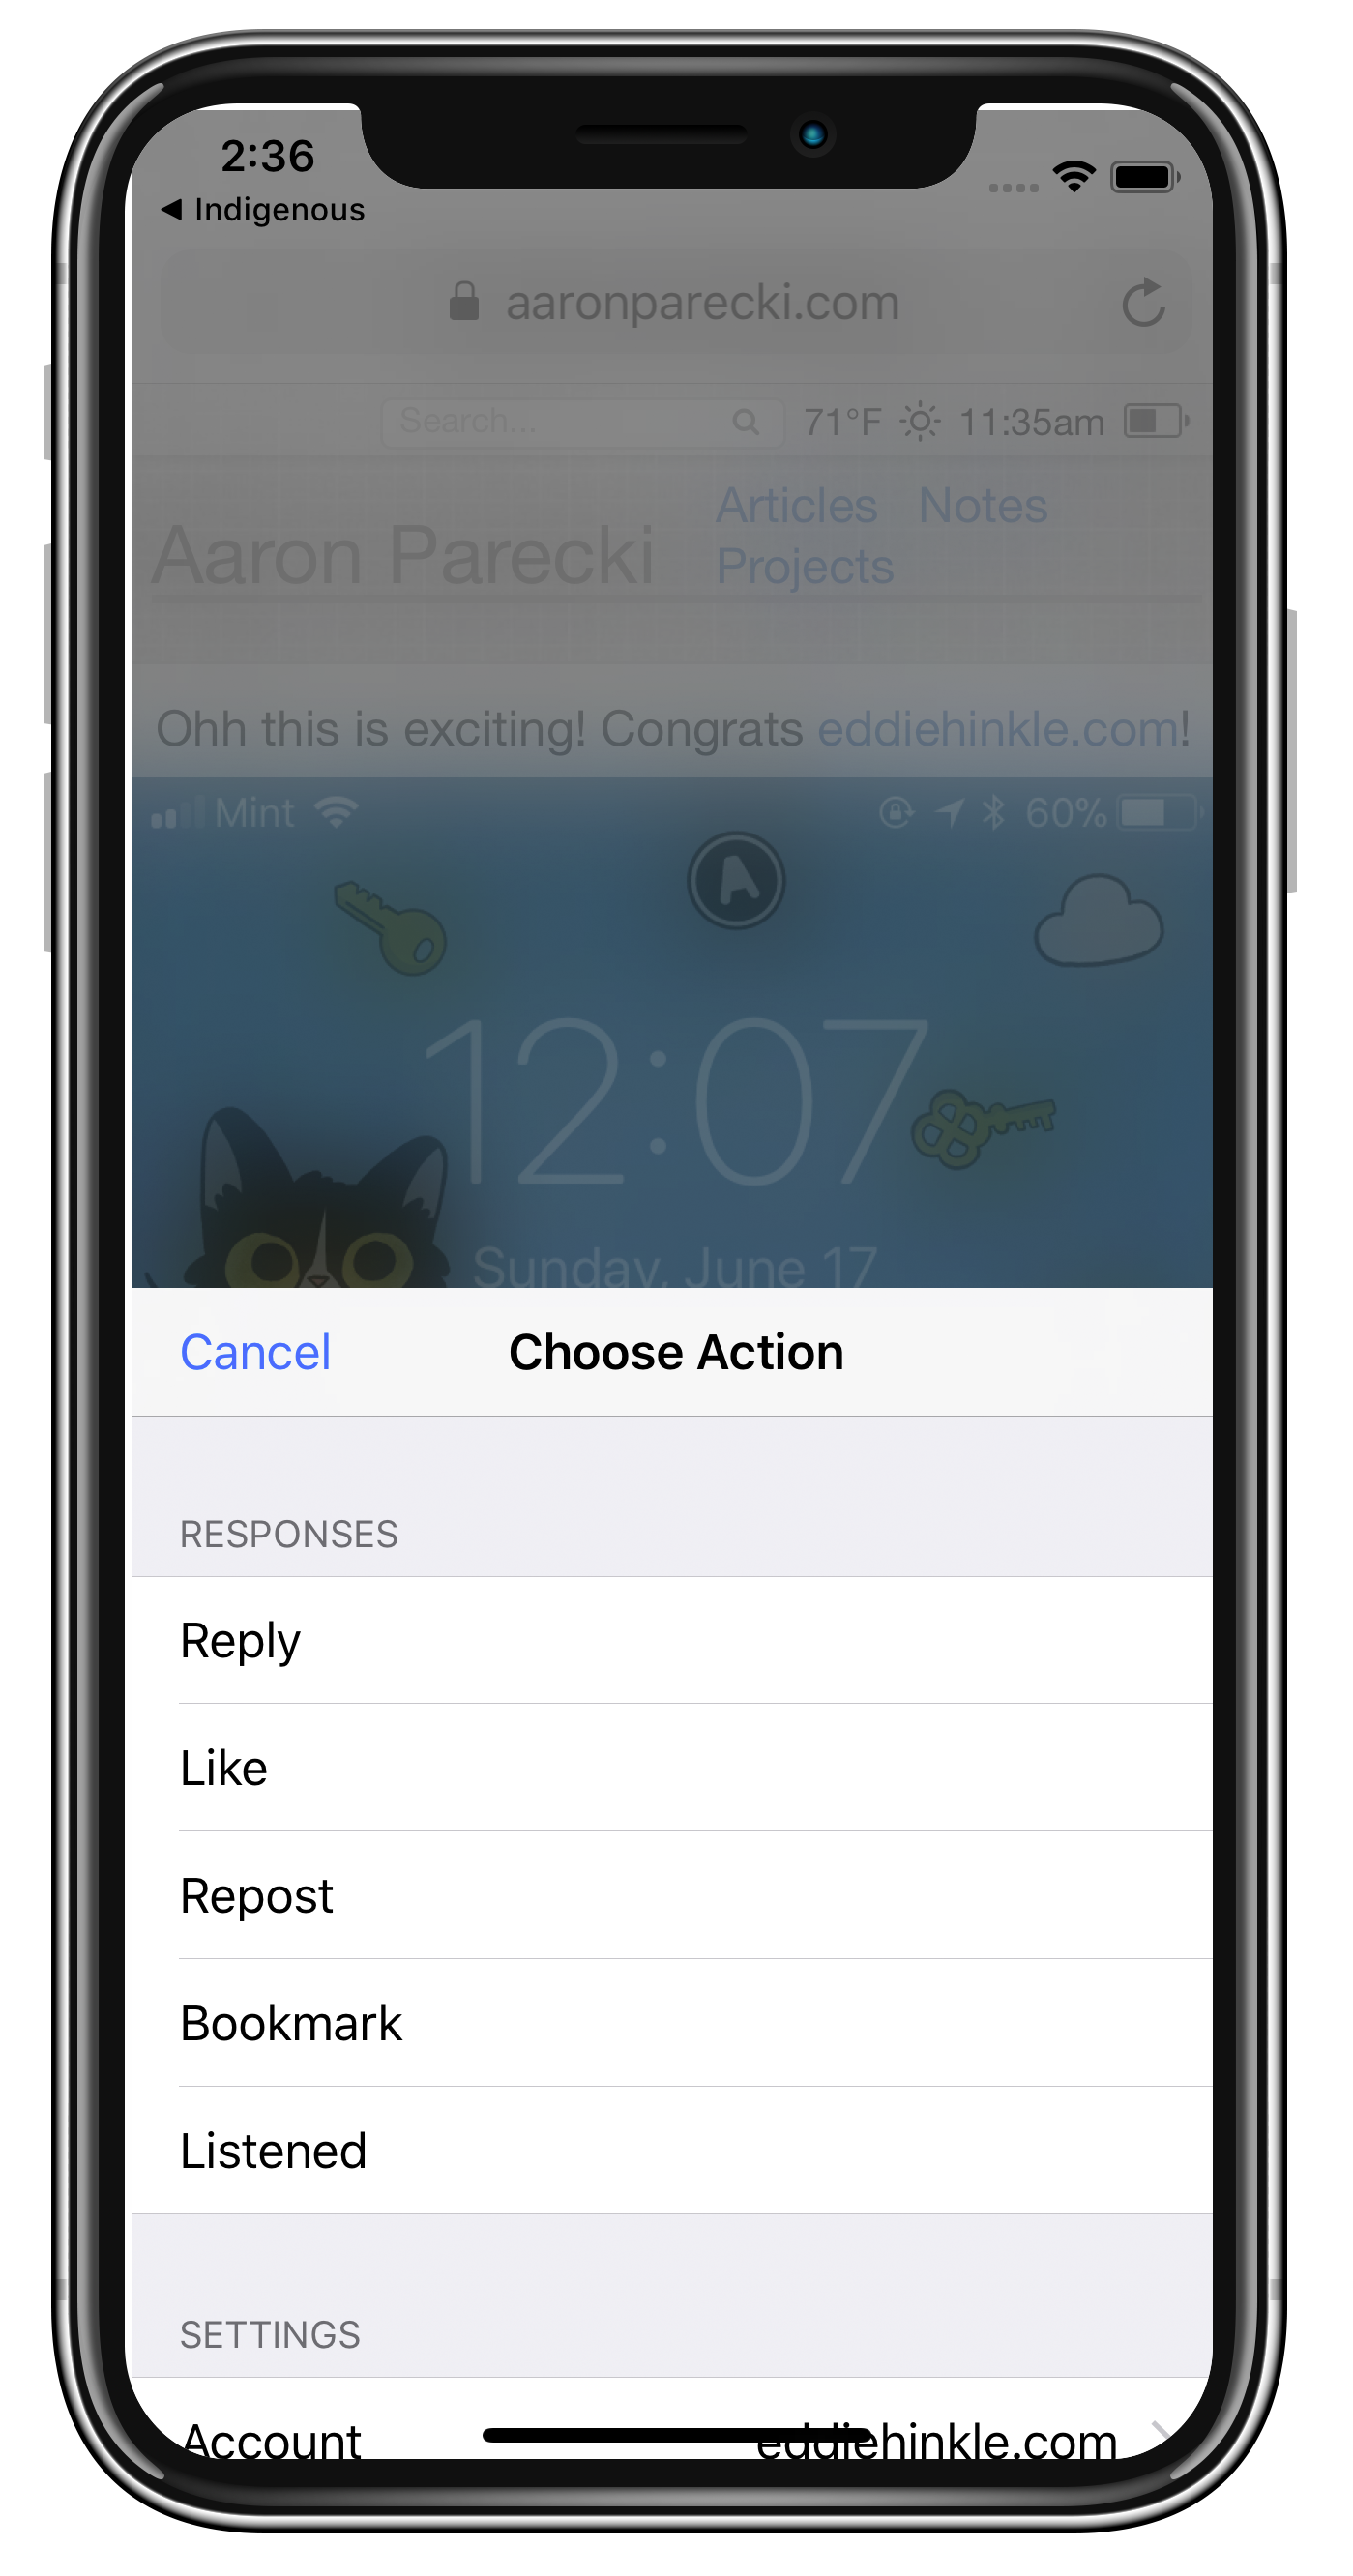 2:36
◀ Indigenous
aaronparecki.com
Search...
71°F 11:35am
Aaron Parecki
Articles Notes
Projects
Ohh this is exciting! Congrats eddiehinkle.com!
Mint 60%
A
12:07
Sunday, June 17
Cancel Choose Action
RESPONSES
Reply
Like
Repost
Bookmark
Listened
SETTINGS
Account eddiehinkle.com